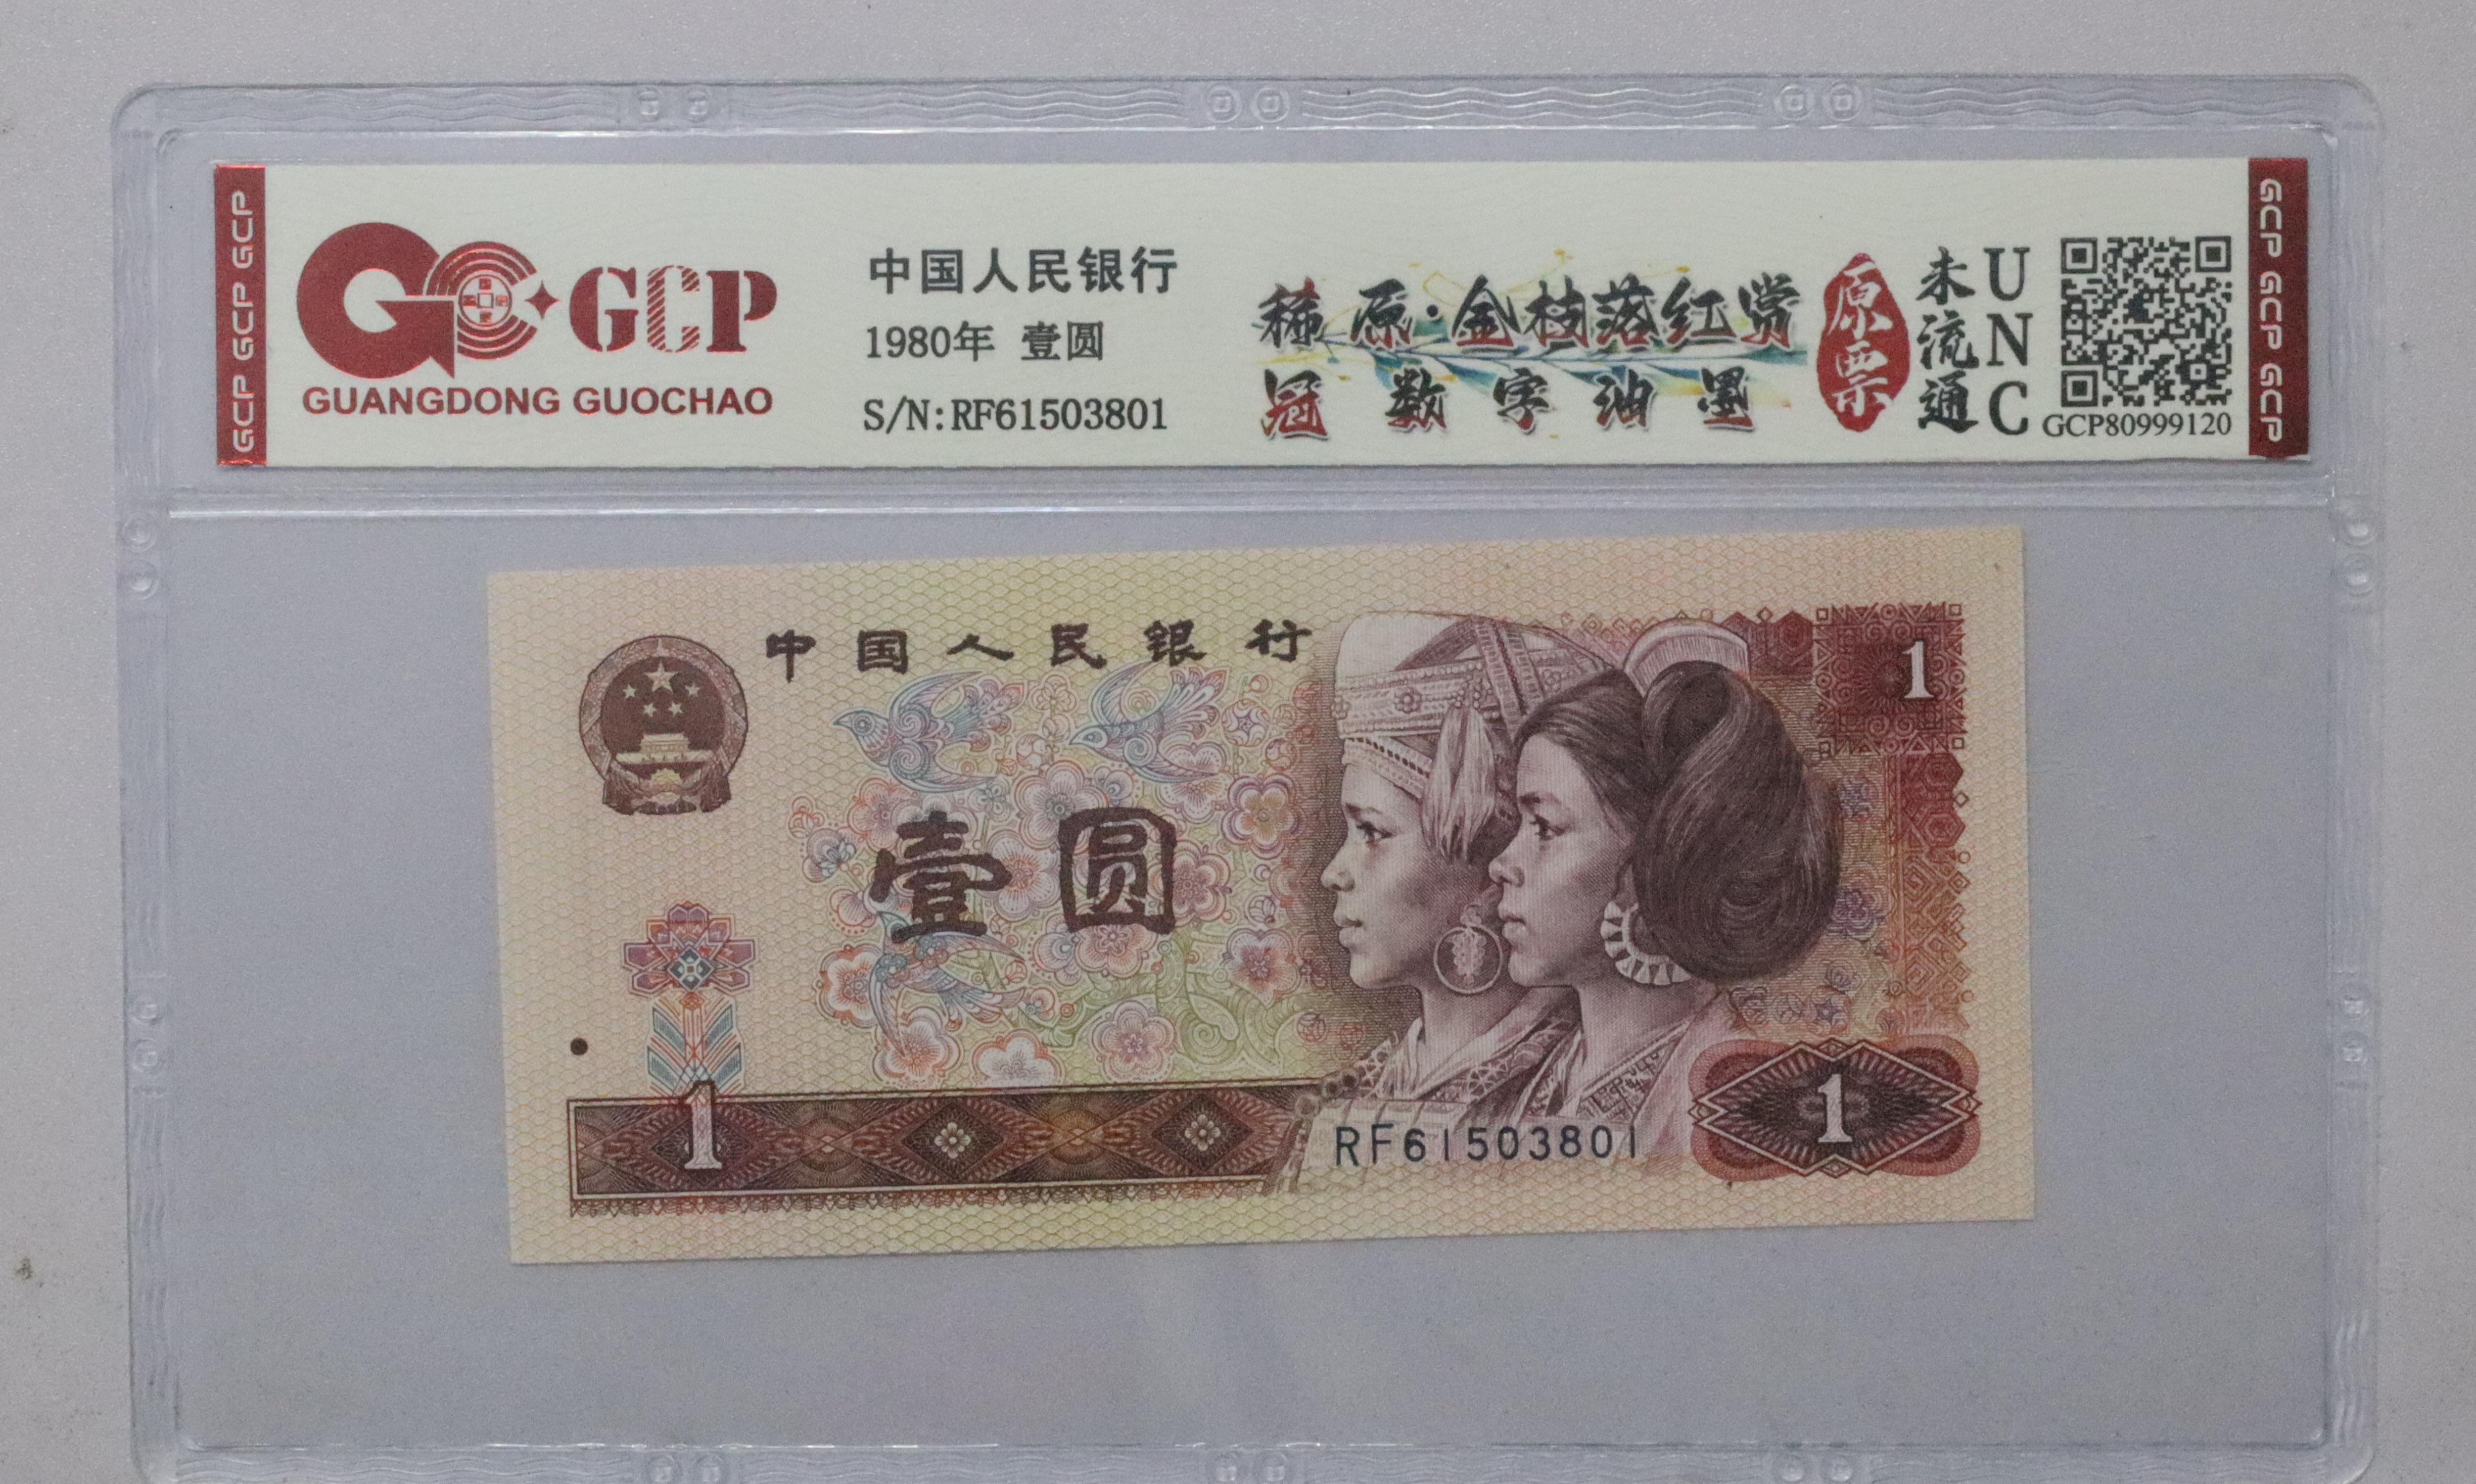 GCP GCP GCP
GCP
GUANGDONG GUOCHAO
中国人民银行
1980年 壹圆
S/N:RF61503801
稀原·金枝落红赏
冠数字油墨
原票
未流通
UNC
GCP80999120
GCP GCP GCP
中国人民银行
1
壹圆
1
RF61503801
1